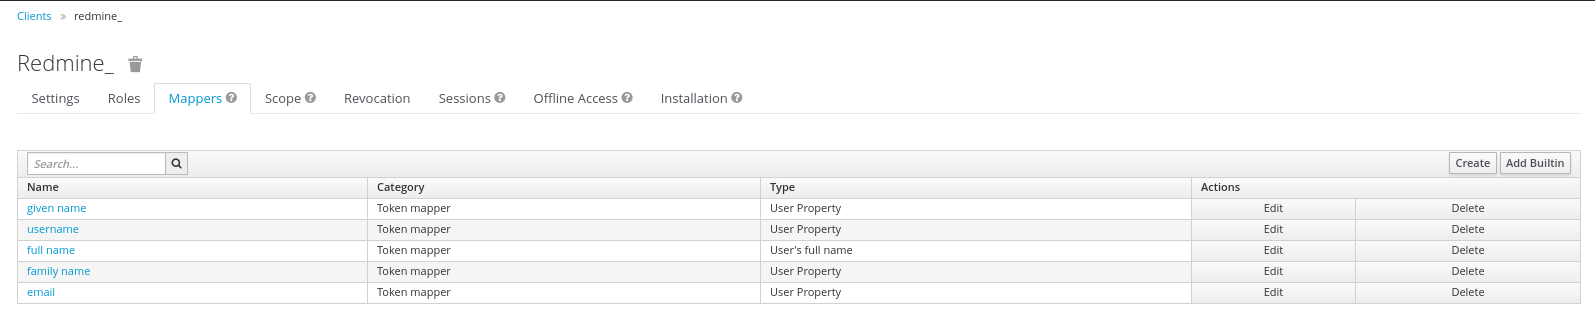 Clients » redmine_
Redmine_
Settings Roles Mappers ? Scope ? Revocation Sessions ? Offline Access ? Installation ?
Search... Create Add Builtin
Name Category Type Actions
given name Token mapper User Property Edit Delete
username Token mapper User Property Edit Delete
full name Token mapper User's full name Edit Delete
family name Token mapper User Property Edit Delete
email Token mapper User Property Edit Delete